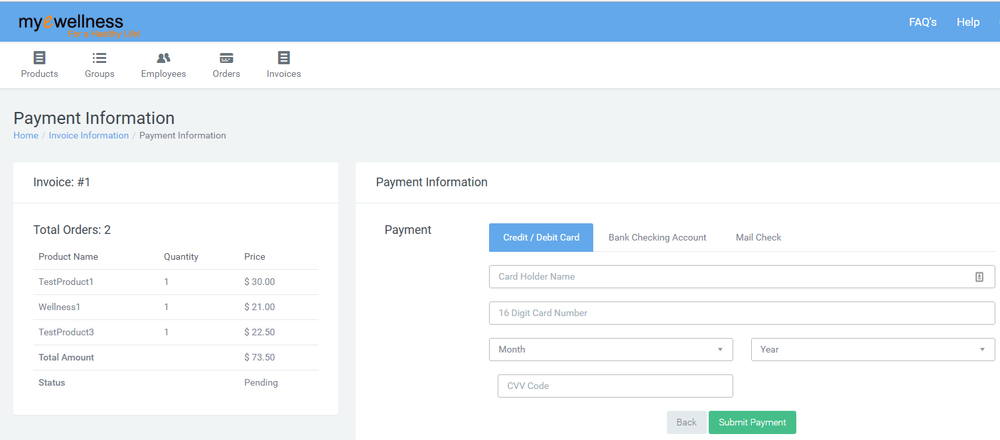 myewellness
For a Healthy Life!
FAQ's Help
Products Groups Employees Orders Invoices
Payment Information
Home / Invoice Information / Payment Information
Invoice: #1
Total Orders: 2
Product Name Quantity Price
TestProduct1 1 $ 30.00
Wellness1 1 $ 21.00
TestProduct3 1 $ 22.50
Total Amount $ 73.50
Status Pending
Payment Information
Payment
Credit / Debit Card Bank Checking Account Mail Check
Card Holder Name
16 Digit Card Number
Month Year
CVV Code
Back Submit Payment